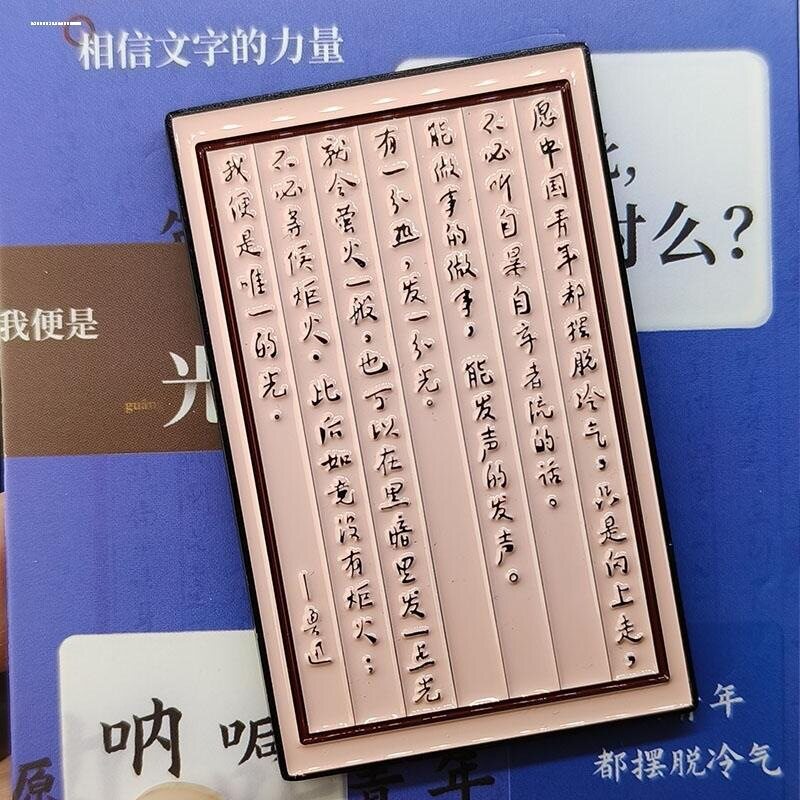 相信文字的力量
愿中国青年都摆脱冷气，只是向上走，
不必听自暴自弃者流的话。
能做事的做事，能发声的发声。
有一分热，发一分光。
就令萤火一般，也可以在黑暗里发一点光
不必等候炬火。此后如竟没有炬火；
我便是唯一的光。
—鲁迅
时么？
我便是
光
guāng
呐喊
青年
都摆脱冷气